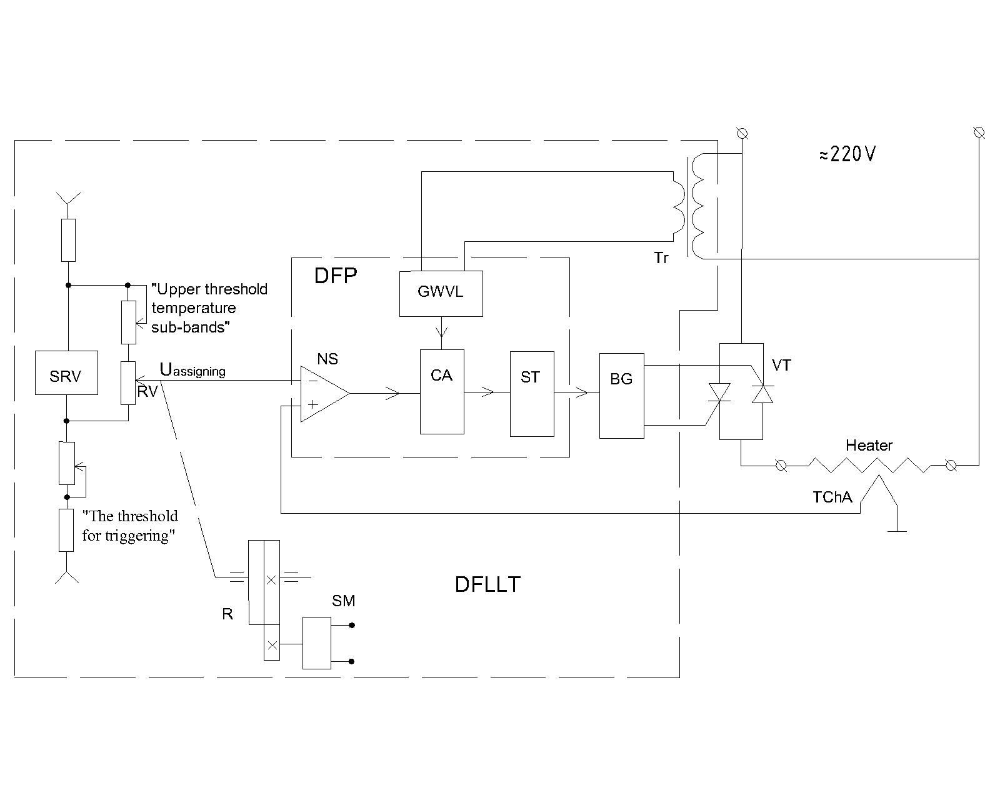 ≈220V
Tr
DFP
"Upper threshold
temperature
sub-bands"
GWVL
NS
Uassigning
VT
SRV
CA
ST
BG
RV
−
+
Heater
TChA
"The threshold
for triggering"
DFLLT
SM
R